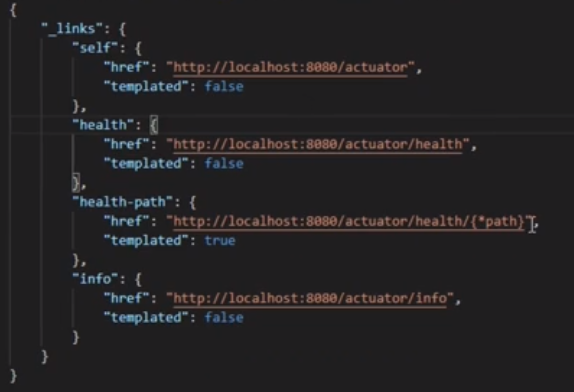 {
    "_links": {
        "self": {
            "href": "http://localhost:8080/actuator",
            "templated": false
        },
        "health": {
            "href": "http://localhost:8080/actuator/health",
            "templated": false
        },
        "health-path": {
            "href": "http://localhost:8080/actuator/health/{*path}",
            "templated": true
        },
        "info": {
            "href": "http://localhost:8080/actuator/info",
            "templated": false
        }
    }
}